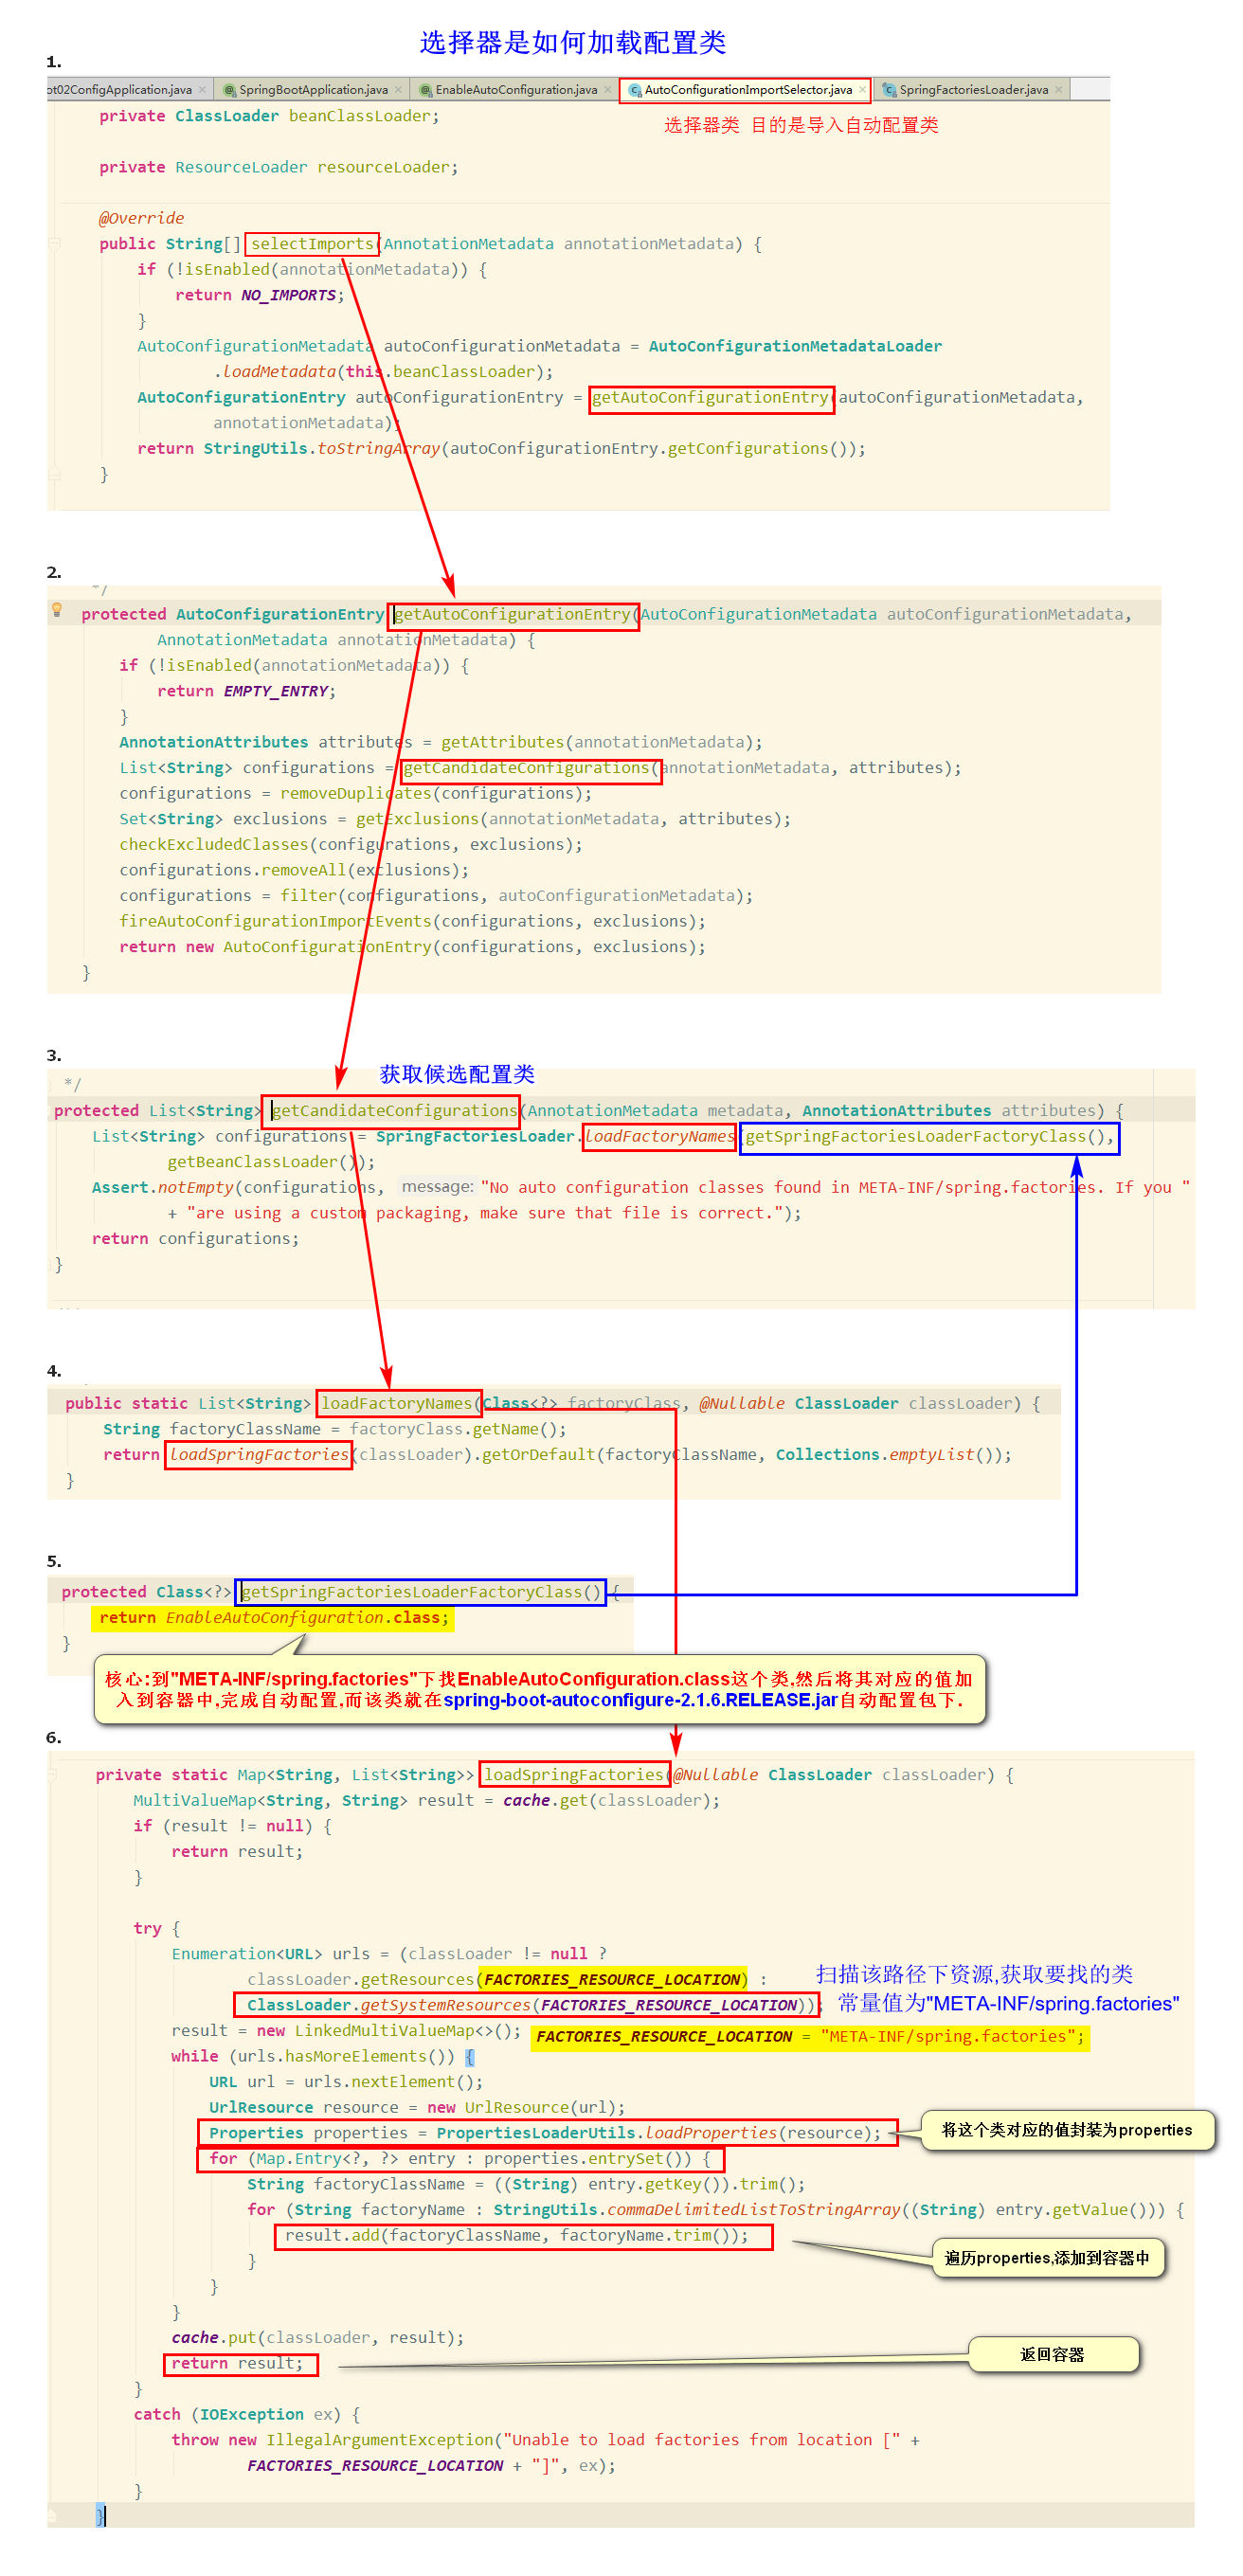 选择器是如何加载配置类
1.
ot02ConfigApplication.java × SpringBootApplication.java × EnableAutoConfiguration.java × AutoConfigurationImportSelector.java × SpringFactoriesLoader.java ×
private ClassLoader beanClassLoader;
选择器类 目的是导入自动配置类
private ResourceLoader resourceLoader;
@Override
public String[] selectImports(AnnotationMetadata annotationMetadata) {
if (!isEnabled(annotationMetadata)) {
return NO_IMPORTS;
}
AutoConfigurationMetadata autoConfigurationMetadata = AutoConfigurationMetadataLoader
.loadMetadata(this.beanClassLoader);
AutoConfigurationEntry autoConfigurationEntry = getAutoConfigurationEntry(autoConfigurationMetadata,
annotationMetadata);
return StringUtils.toStringArray(autoConfigurationEntry.getConfigurations());
}
2.
*/
protected AutoConfigurationEntry getAutoConfigurationEntry(AutoConfigurationMetadata autoConfigurationMetadata,
AnnotationMetadata annotationMetadata) {
if (!isEnabled(annotationMetadata)) {
return EMPTY_ENTRY;
}
AnnotationAttributes attributes = getAttributes(annotationMetadata);
List<String> configurations = getCandidateConfigurations(annotationMetadata, attributes);
configurations = removeDuplicates(configurations);
Set<String> exclusions = getExclusions(annotationMetadata, attributes);
checkExcludedClasses(configurations, exclusions);
configurations.removeAll(exclusions);
configurations = filter(configurations, autoConfigurationMetadata);
fireAutoConfigurationImportEvents(configurations, exclusions);
return new AutoConfigurationEntry(configurations, exclusions);
}
3.
获取候选配置类
*/
protected List<String> getCandidateConfigurations(AnnotationMetadata metadata, AnnotationAttributes attributes) {
List<String> configurations = SpringFactoriesLoader.loadFactoryNames(getSpringFactoriesLoaderFactoryClass(),
getBeanClassLoader());
Assert.notEmpty(configurations, message: "No auto configuration classes found in META-INF/spring.factories. If you "
+ "are using a custom packaging, make sure that file is correct.");
return configurations;
}
4.
public static List<String> loadFactoryNames(Class<?> factoryClass, @Nullable ClassLoader classLoader) {
String factoryClassName = factoryClass.getName();
return loadSpringFactories(classLoader).getOrDefault(factoryClassName, Collections.emptyList());
}
5.
protected Class<?> getSpringFactoriesLoaderFactoryClass() {
return EnableAutoConfiguration.class;
}
核心:到"META-INF/spring.factories"下找EnableAutoConfiguration.class这个类,然后将其对应的值加
入到容器中,完成自动配置,而该类就在spring-boot-autoconfigure-2.1.6.RELEASE.jar自动配置包下.
6.
private static Map<String, List<String>> loadSpringFactories(@Nullable ClassLoader classLoader) {
MultiValueMap<String, String> result = cache.get(classLoader);
if (result != null) {
return result;
}
try {
Enumeration<URL> urls = (classLoader != null ?
classLoader.getResources(FACTORIES_RESOURCE_LOCATION) :
扫描该路径下资源,获取要找的类
ClassLoader.getSystemResources(FACTORIES_RESOURCE_LOCATION));
常量值为"META-INF/spring.factories"
result = new LinkedMultiValueMap<>();
FACTORIES_RESOURCE_LOCATION = "META-INF/spring.factories";
while (urls.hasMoreElements()) {
URL url = urls.nextElement();
UrlResource resource = new UrlResource(url);
Properties properties = PropertiesLoaderUtils.loadProperties(resource);
将这个类对应的值封装为properties
for (Map.Entry<?, ?> entry : properties.entrySet()) {
String factoryClassName = ((String) entry.getKey()).trim();
for (String factoryName : StringUtils.commaDelimitedListToStringArray((String) entry.getValue())) {
result.add(factoryClassName, factoryName.trim());
遍历properties,添加到容器中
}
}
}
cache.put(classLoader, result);
return result;
返回容器
}
catch (IOException ex) {
throw new IllegalArgumentException("Unable to load factories from location [" +
FACTORIES_RESOURCE_LOCATION + "]", ex);
}
}